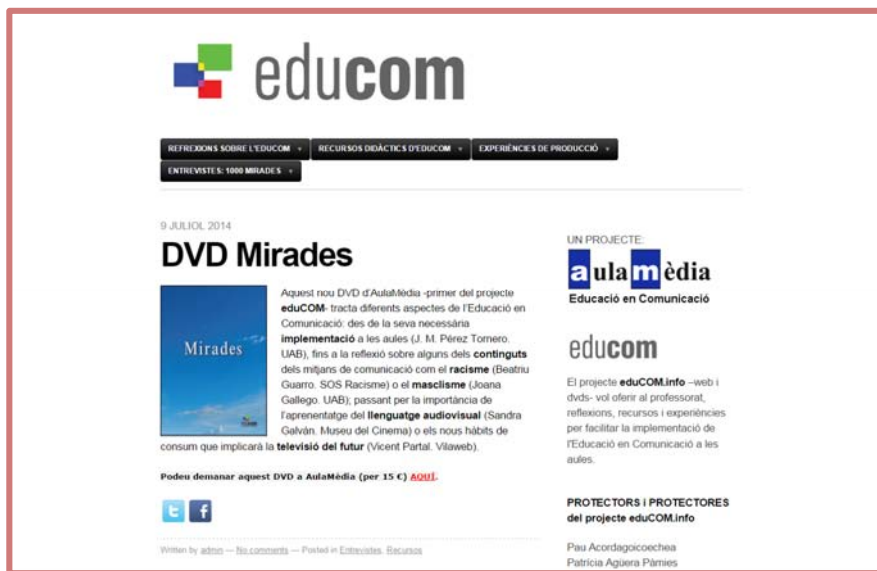 educom
REFREXIONS SOBRE L'EDUCOM
RECURSOS DIDÀCTICS D'EDUCOM
EXPERIÈNCIES DE PRODUCCIÓ
ENTREVISTES: 1000 MIRADES
9 JULIOL 2014
DVD Mirades
Mirades
Aquest nou DVD d'AulaMèdia -primer del projecte
eduCOM- tracta diferents aspectes de l'Educació en
Comunicació: des de la seva necessària
implementació a les aules (J. M. Pérez Tornero.
UAB), fins a la reflexió sobre alguns dels continguts
dels mitjans de comunicació com el racisme (Beatriu
Guarro. SOS Racisme) o el masclisme (Joana
Gallego. UAB); passant per la importància de
l'aprenentatge del llenguatge audiovisual (Sandra
Galván. Museu del Cinema) o els nous hàbits de
consum que implicarà la televisió del futur (Vicent Partal. Vilaweb).
Podeu demanar aquest DVD a AulaMèdia (per 15 €) AQUÍ.
Written by admin — No comments — Posted in Entrevistes, Recursos
UN PROJECTE:
aulamèdia
Educació en Comunicació
educom
El projecte eduCOM.info –web i
dvds- vol oferir al professorat,
reflexions, recursos i experiències
per facilitar la implementació de
l'Educació en Comunicació a les
aules.
PROTECTORS i PROTECTORES
del projecte eduCOM.info
Pau Acordagoicoechea
Patrícia Agüera Pàmies